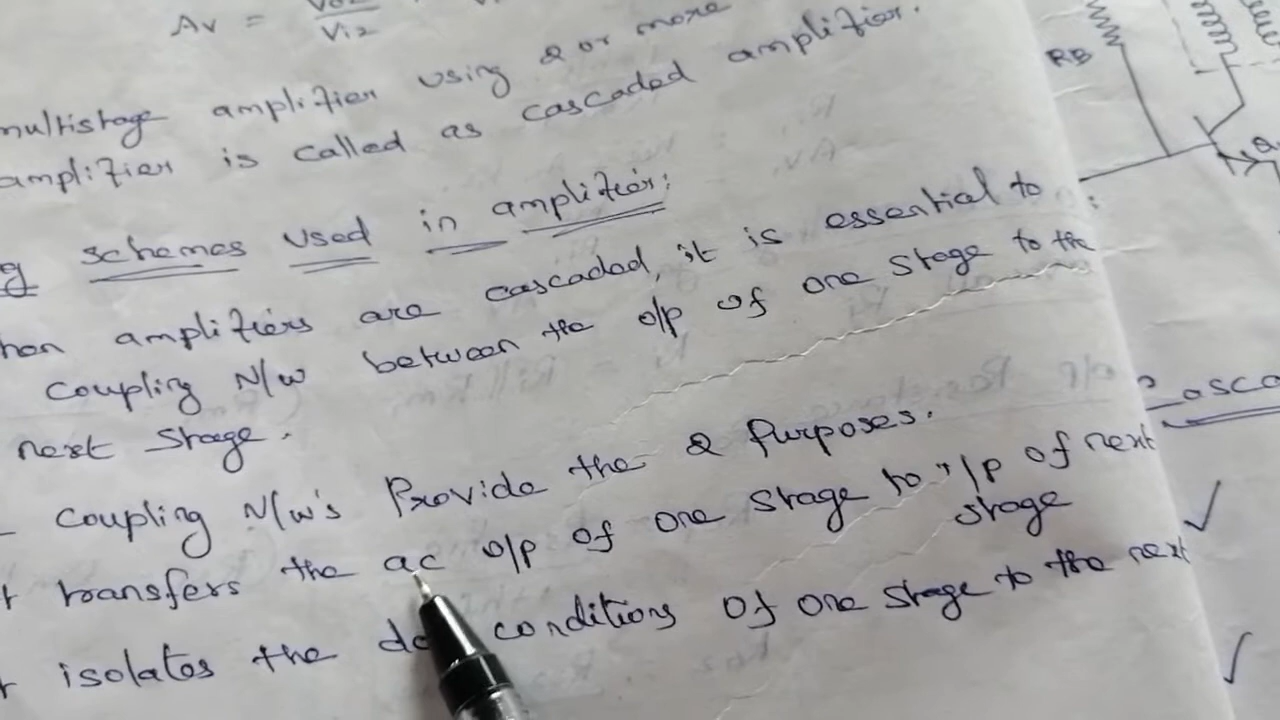 Av = Vo2 / Vi2
multistage amplifier using 2 or more
amplifier is called as cascaded amplifier.
schemes used in amplifier:
amplifiers are cascaded, it is essential to
coupling N/W between the o/p of one stage to the
next stage.
coupling N/W's Provide the 2 Purposes.
transfers the ac o/p of one stage to i/p of next
stage
isolates the dc conditions of one stage to the next
RB